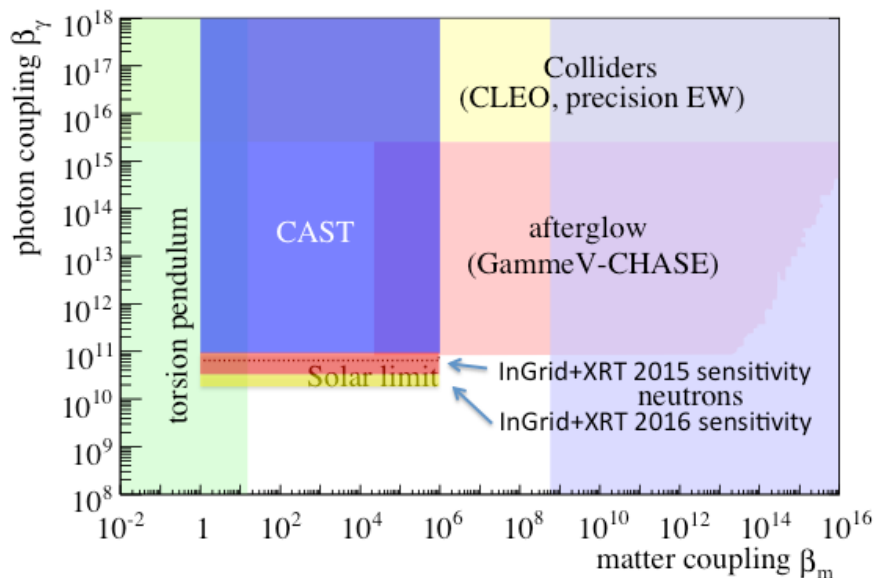 photon coupling βγ
10^18
10^17
10^16
10^15
10^14
10^13
10^12
10^11
10^10
10^9
10^8
Colliders
(CLEO, precision EW)
CAST
afterglow
(GammeV-CHASE)
torsion pendulum
Solar limit
InGrid+XRT 2015 sensitivity
neutrons
InGrid+XRT 2016 sensitivity
10^-2
1
10^2
10^4
10^6
10^8
10^10
10^12
10^14
10^16
matter coupling βm